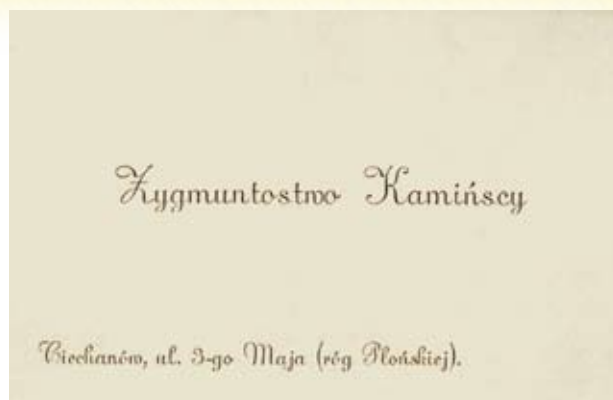 Zygmuntostwo Kamińscy
Ciechanów, ul. 3-go Maja (róg Płońskiej).